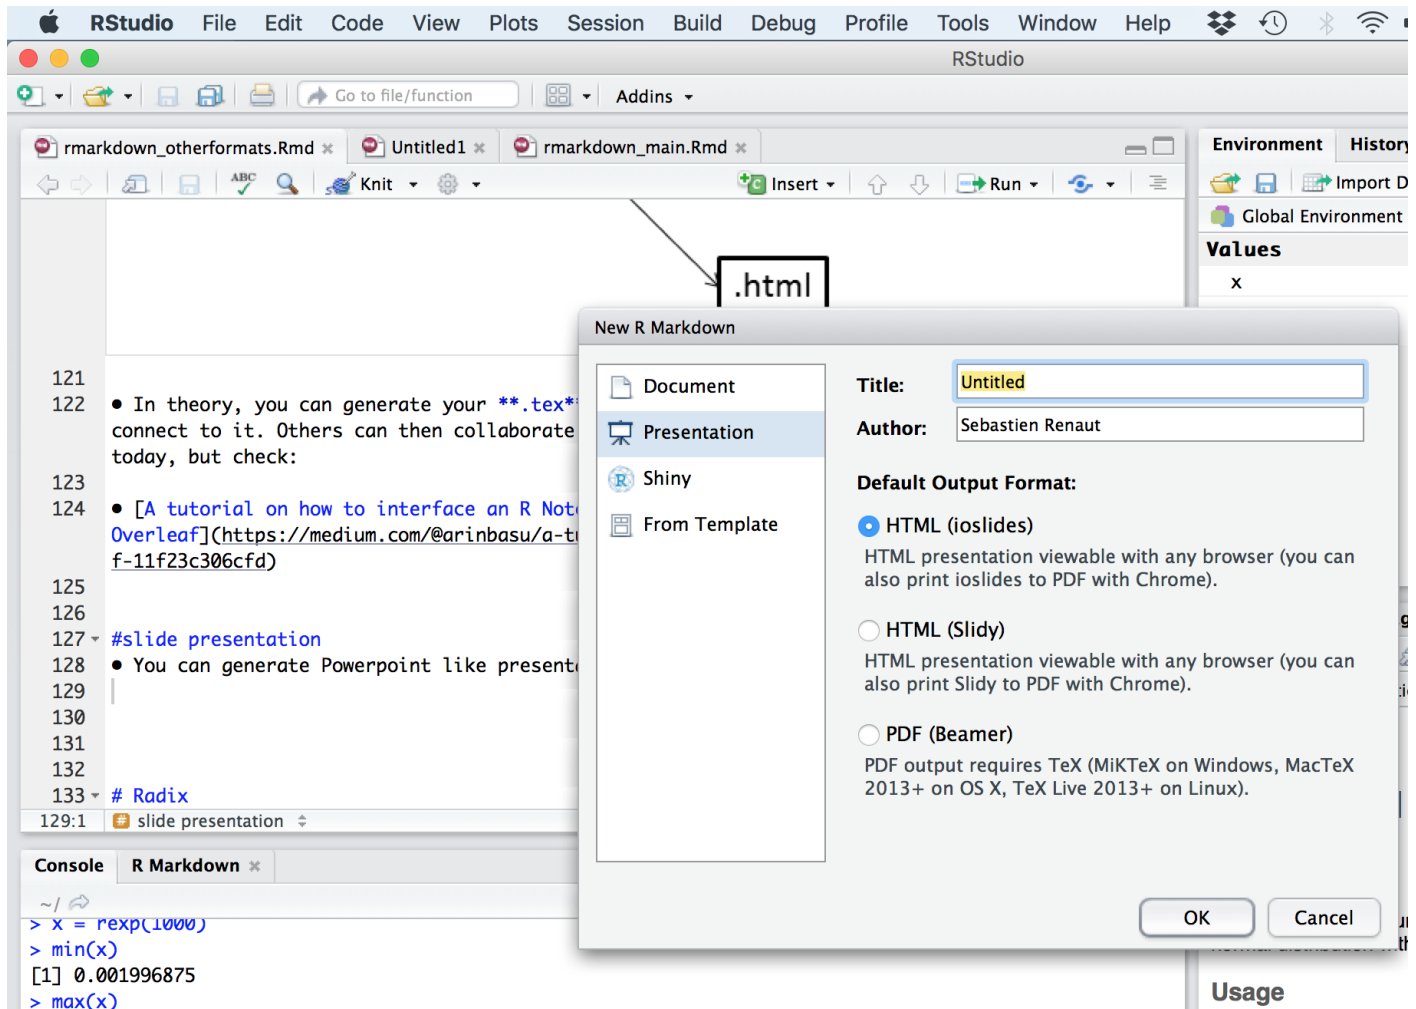 RStudio File Edit Code View Plots Session Build Debug Profile Tools Window Help
RStudio
Go to file/function Addins
rmarkdown_otherformats.Rmd Untitled1 rmarkdown_main.Rmd
ABC Knit Insert Run
.html
121
122 • In theory, you can generate your **.tex**
connect to it. Others can then collaborate
today, but check:
123
124 • [A tutorial on how to interface an R
Overleaf](https://medium.com/@arinbasu/
f-11f23c306cfd)
125
126
127 #slide presentation
128 • You can generate Powerpoint like
129
130
131
132
133 # Radix
129:1 # slide presentation
Console R Markdown
~/
> x = rexp(1000)
> min(x)
[1] 0.001996875
> max(x)
Environment History
Import
Global Environment
Values
x
New R Markdown
Document
Presentation
R Shiny
From Template
Title: Untitled
Author: Sebastien Renaut
Default Output Format:
HTML (ioslides)
HTML presentation viewable with any browser (you can
also print ioslides to PDF with Chrome).
HTML (Slidy)
HTML presentation viewable with any browser (you can
also print Slidy to PDF with Chrome).
PDF (Beamer)
PDF output requires TeX (MiKTeX on Windows, MacTeX
2013+ on OS X, TeX Live 2013+ on Linux).
OK Cancel
Usage